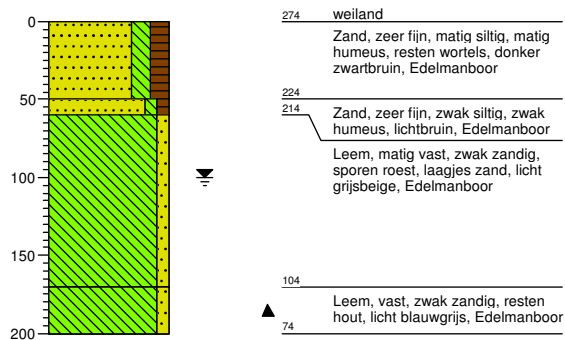 0
50
100
150
200
274 weiland
Zand, zeer fijn, matig siltig, matig
humeus, resten wortels, donker
zwartbruin, Edelmanboor
224
214
Zand, zeer fijn, zwak siltig, zwak
humeus, lichtbruin, Edelmanboor
Leem, matig vast, zwak zandig,
sporen roest, laagjes zand, licht
grijsbeige, Edelmanboor
104
Leem, vast, zwak zandig, resten
hout, licht blauwgrijs, Edelmanboor
74